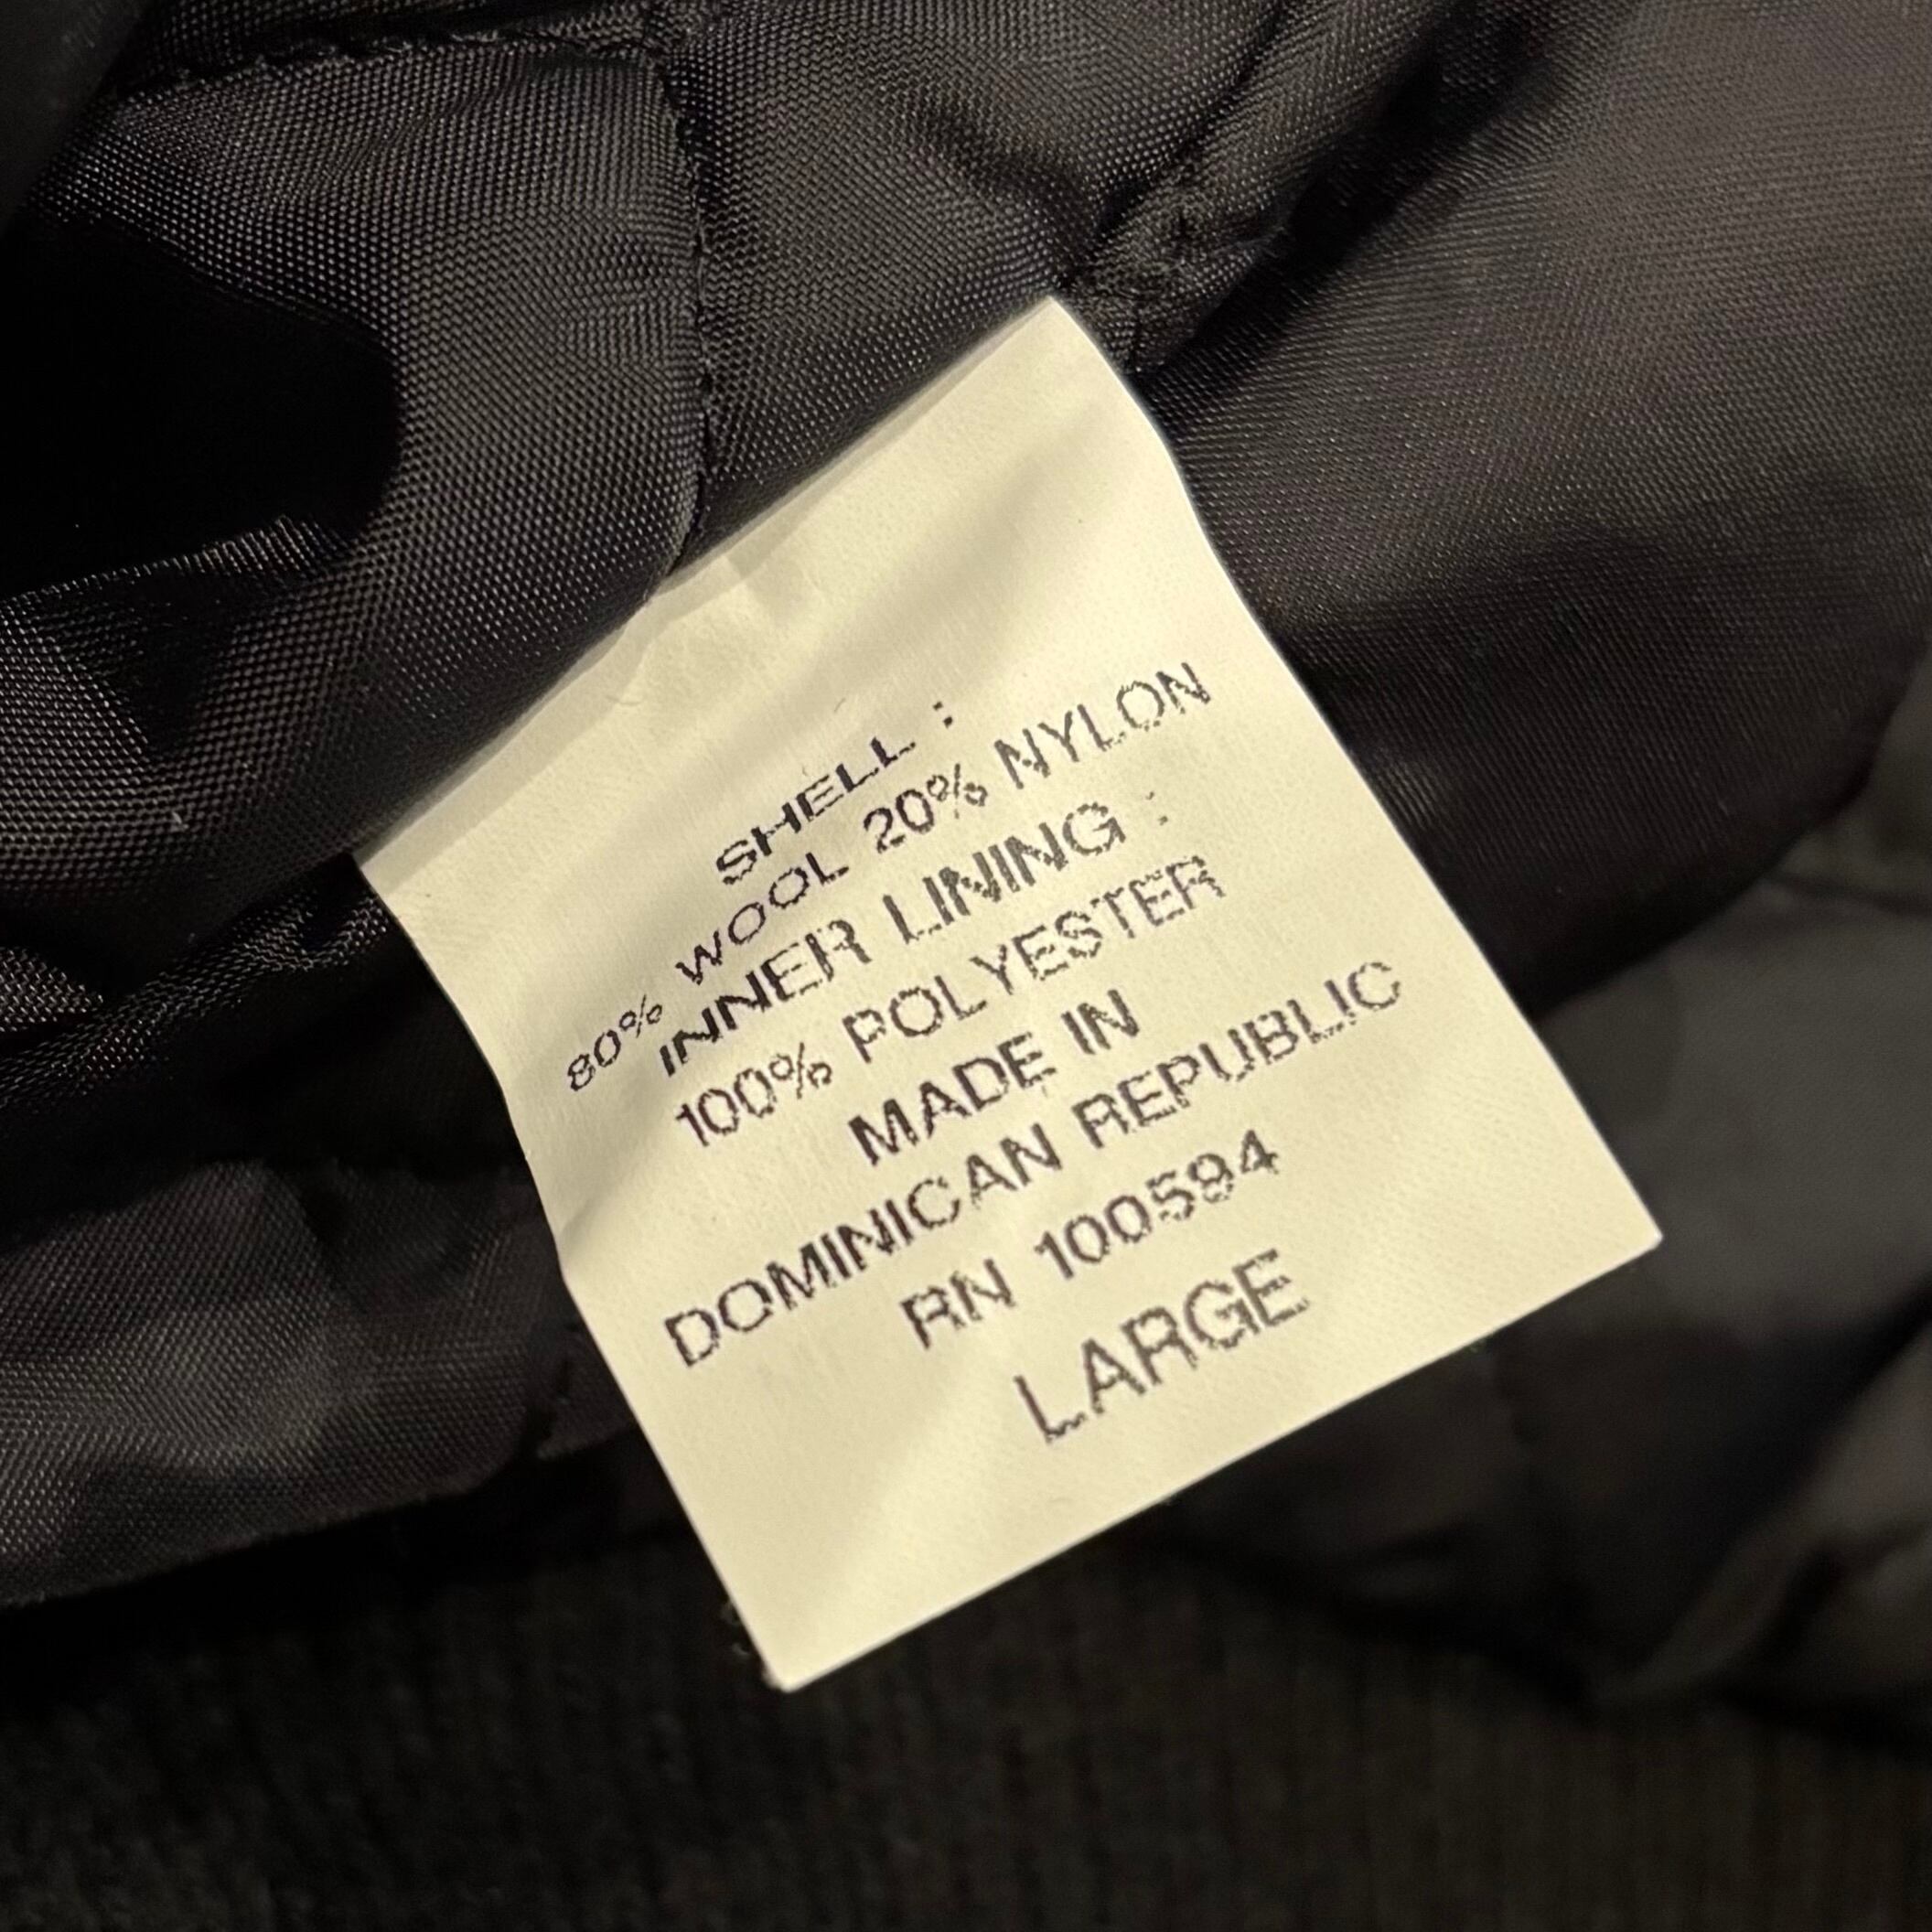 SHELL :
80% WOOL 20% NYLON
INNER LINING :
100% POLYESTER
MADE IN
DOMINICAN REPUBLIC
RN 100594
LARGE